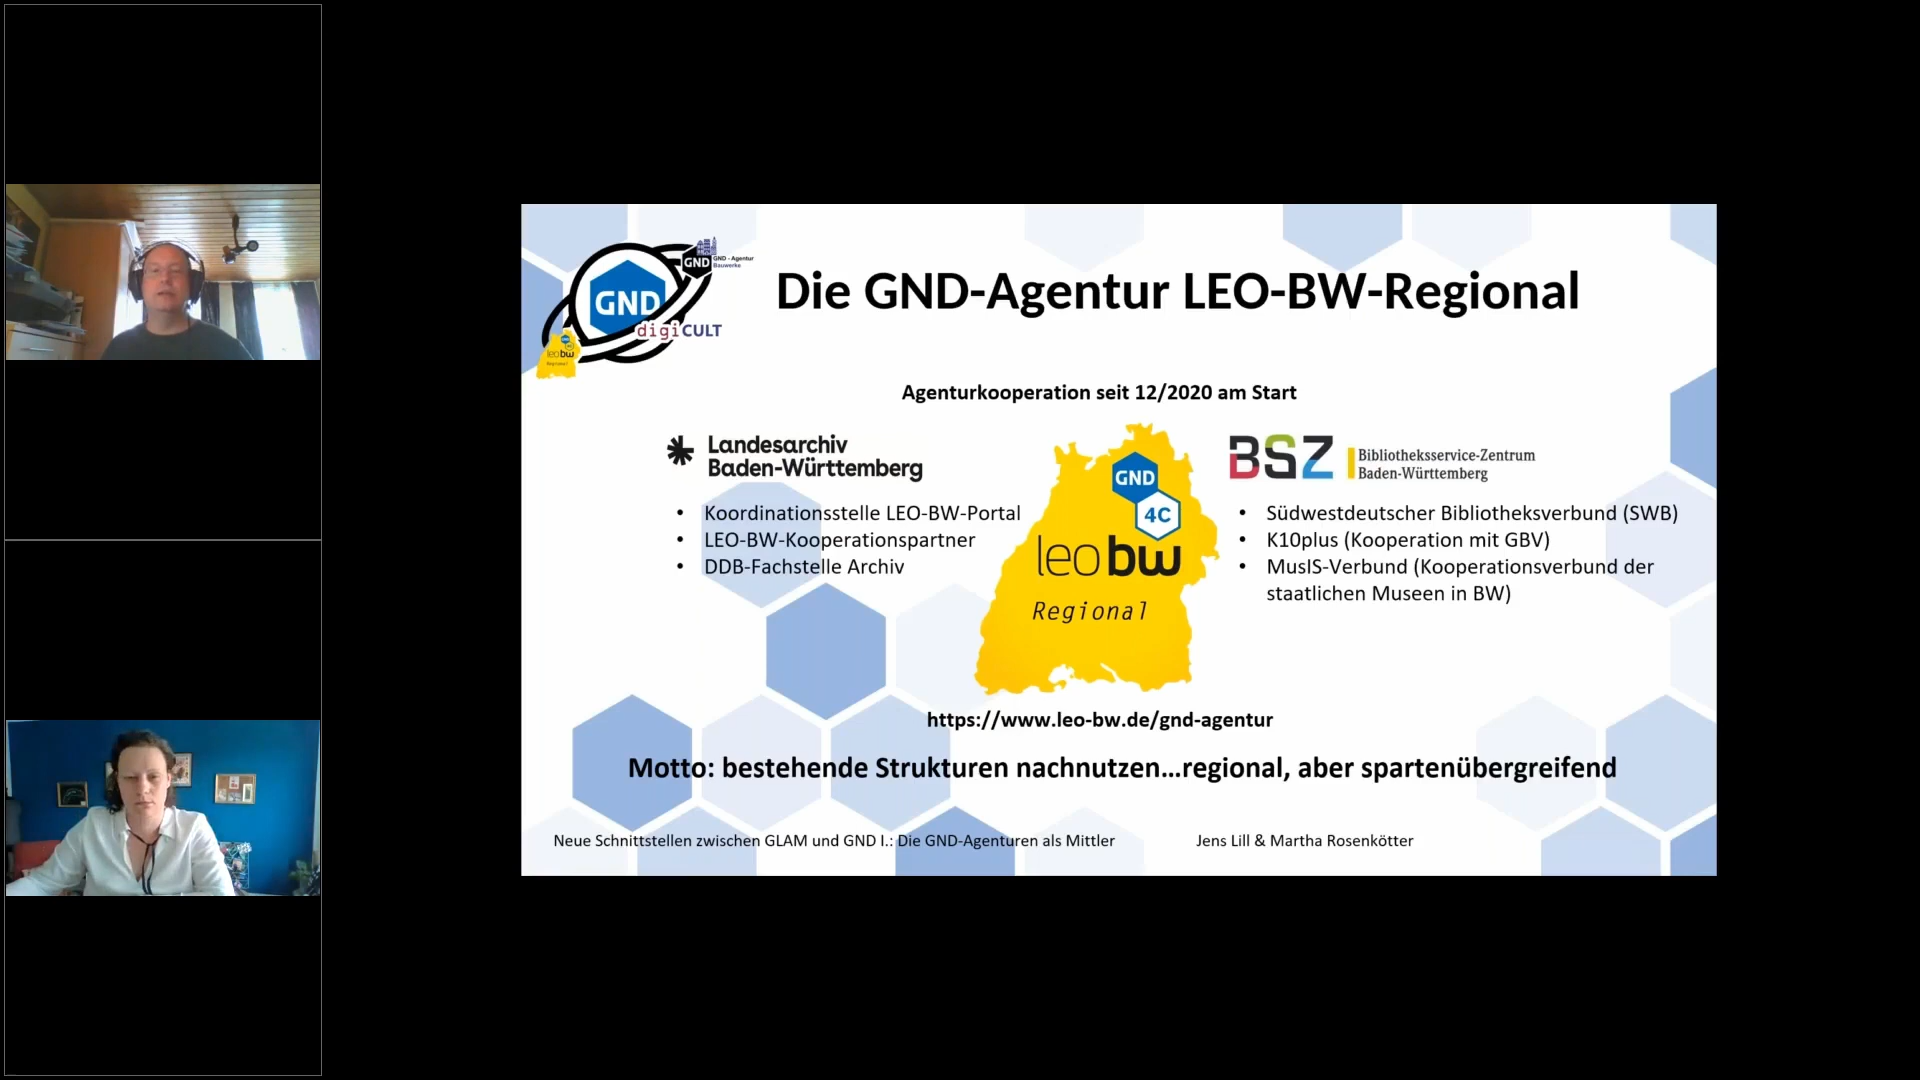 GND - Agentur
Bauwerke
GND
GND
digiCULT
leobw
Regional
Die GND-Agentur LEO-BW-Regional
Agenturkooperation seit 12/2020 am Start
Landesarchiv
Baden-Württemberg
• Koordinationsstelle LEO-BW-Portal
• LEO-BW-Kooperationspartner
• DDB-Fachstelle Archiv
GND
4C
leobw
Regional
BSZ Bibliotheksservice-Zentrum
Baden-Württemberg
• Südwestdeutscher Bibliotheksverbund (SWB)
• K10plus (Kooperation mit GBV)
• MusIS-Verbund (Kooperationsverbund der
staatlichen Museen in BW)
https://www.leo-bw.de/gnd-agentur
Motto: bestehende Strukturen nachnutzen...regional, aber spartenübergreifend
Neue Schnittstellen zwischen GLAM und GND I.: Die GND-Agenturen als Mittler
Jens Lill & Martha Rosenkötter